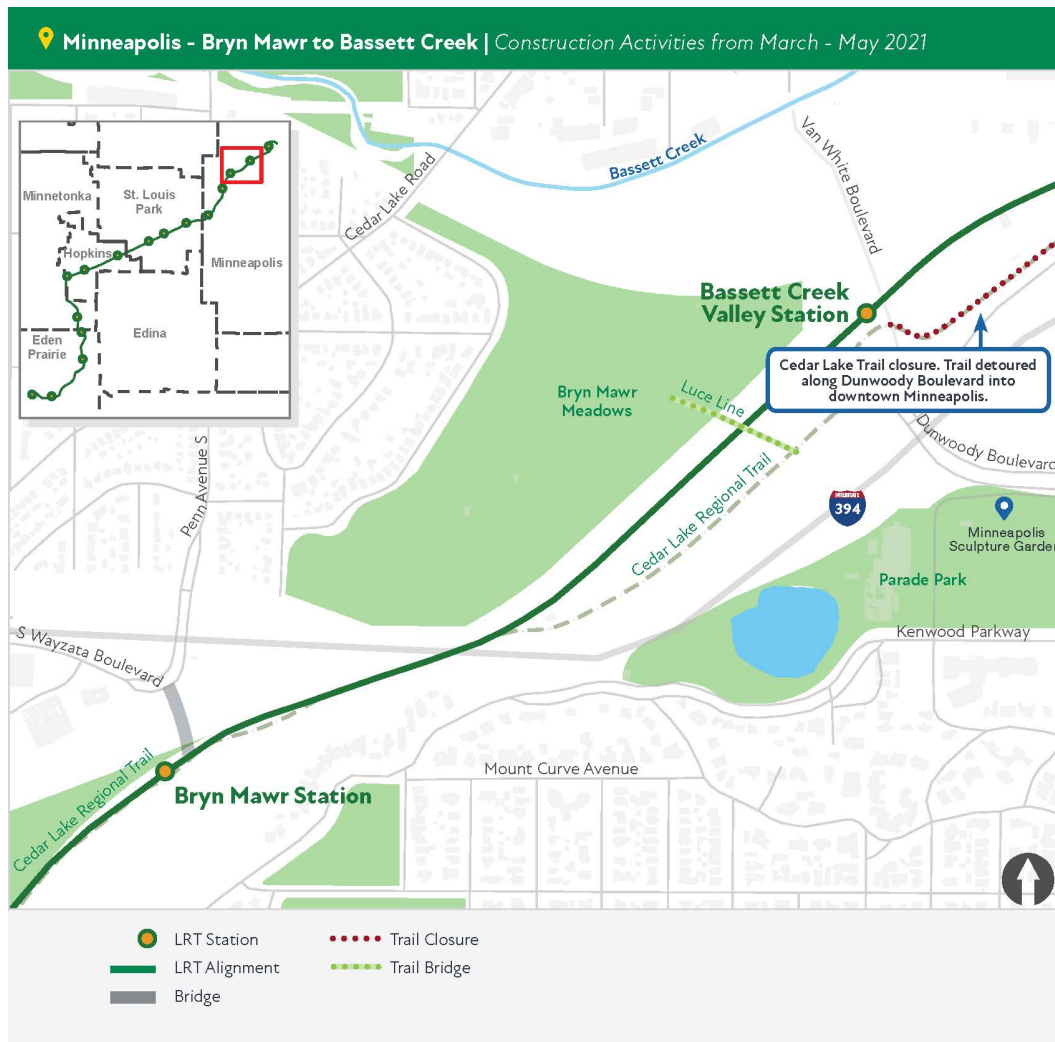 Minneapolis - Bryn Mawr to Bassett Creek | Construction Activities from March - May 2021
Minnetonka
St. Louis
Park
Hopkins
Minneapolis
Edina
Eden
Prairie
Bassett Creek
Cedar Lake Road
Van White Boulevard
Bassett Creek
Valley Station
Cedar Lake Trail closure. Trail detoured
along Dunwoody Boulevard into
downtown Minneapolis.
Bryn Mawr
Meadows
Luce Line
Dunwoody Boulevard
Penn Avenue S
Cedar Lake Regional Trail
INTERSTATE
394
Minneapolis
Sculpture Garden
Parade Park
Kenwood Parkway
S Wayzata Boulevard
Cedar Lake Regional Trail
Bryn Mawr Station
Mount Curve Avenue
LRT Station
Trail Closure
LRT Alignment
Trail Bridge
Bridge